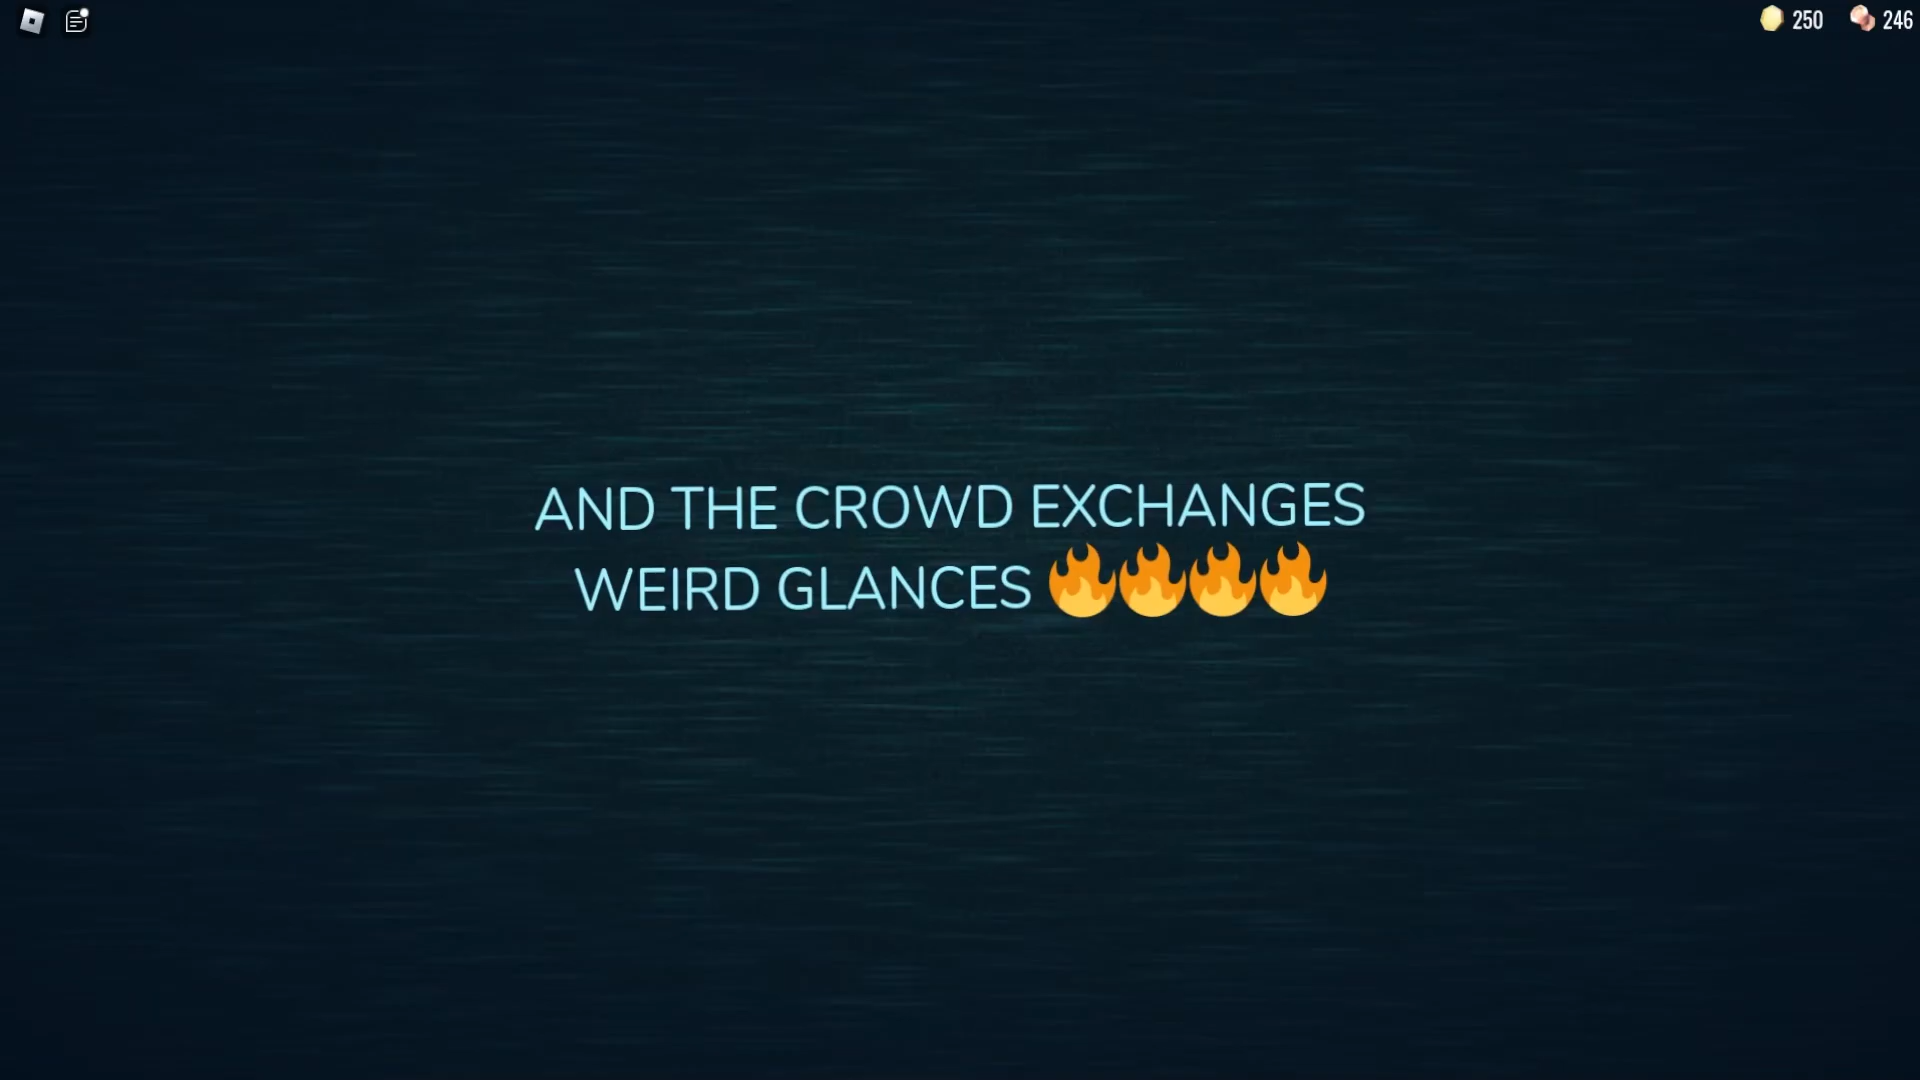 250 246
AND THE CROWD EXCHANGES
WEIRD GLANCES 🔥🔥🔥🔥